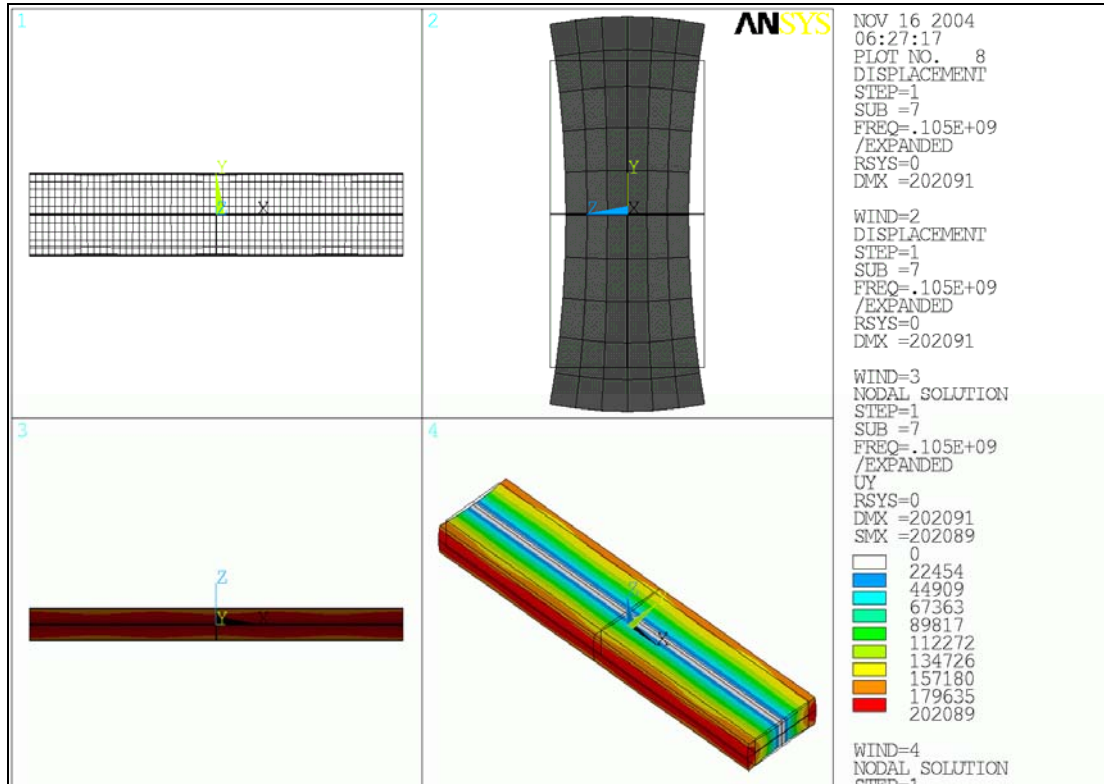 1
Y
Z
X
2
ANSYS
Y
Z
X
3
Z
Y
X
4
Z
X
NOV 16 2004
06:27:17
PLOT NO. 8
DISPLACEMENT
STEP=1
SUB =7
FREQ=.105E+09
/EXPANDED
RSYS=0
DMX =202091
WIND=2
DISPLACEMENT
STEP=1
SUB =7
FREQ=.105E+09
/EXPANDED
RSYS=0
DMX =202091
WIND=3
NODAL SOLUTION
STEP=1
SUB =7
FREQ=.105E+09
/EXPANDED
UY
RSYS=0
DMX =202091
SMX =202089
0
22454
44909
67363
89817
112272
134726
157180
179635
202089
WIND=4
NODAL SOLUTION
STEP=1